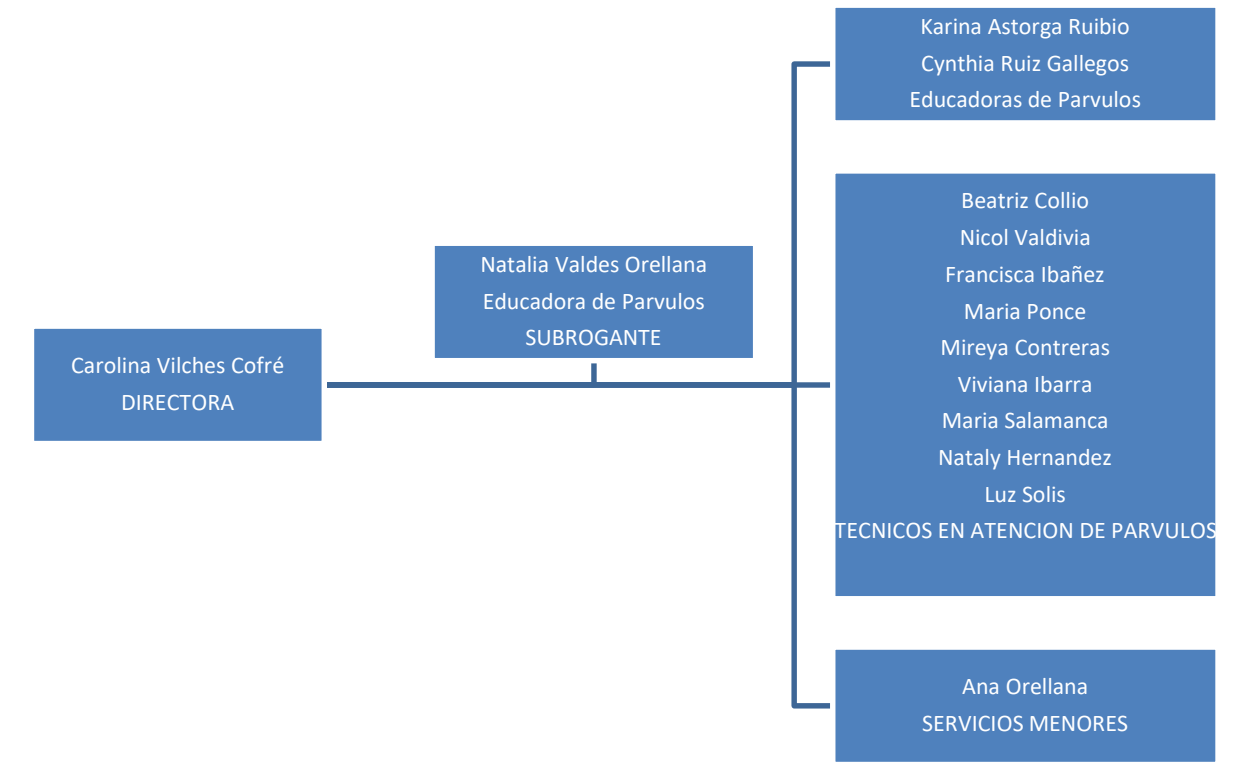 Karina Astorga Ruibio
Cynthia Ruiz Gallegos
Educadoras de Parvulos
Beatriz Collio
Nicol Valdivia
Francisca Ibañez
Maria Ponce
Mireya Contreras
Viviana Ibarra
Maria Salamanca
Nataly Hernandez
Luz Solis
TECNICOS EN ATENCION DE PARVULOS
Natalia Valdes Orellana
Educadora de Parvulos
SUBROGANTE
Carolina Vilches Cofré
DIRECTORA
Ana Orellana
SERVICIOS MENORES